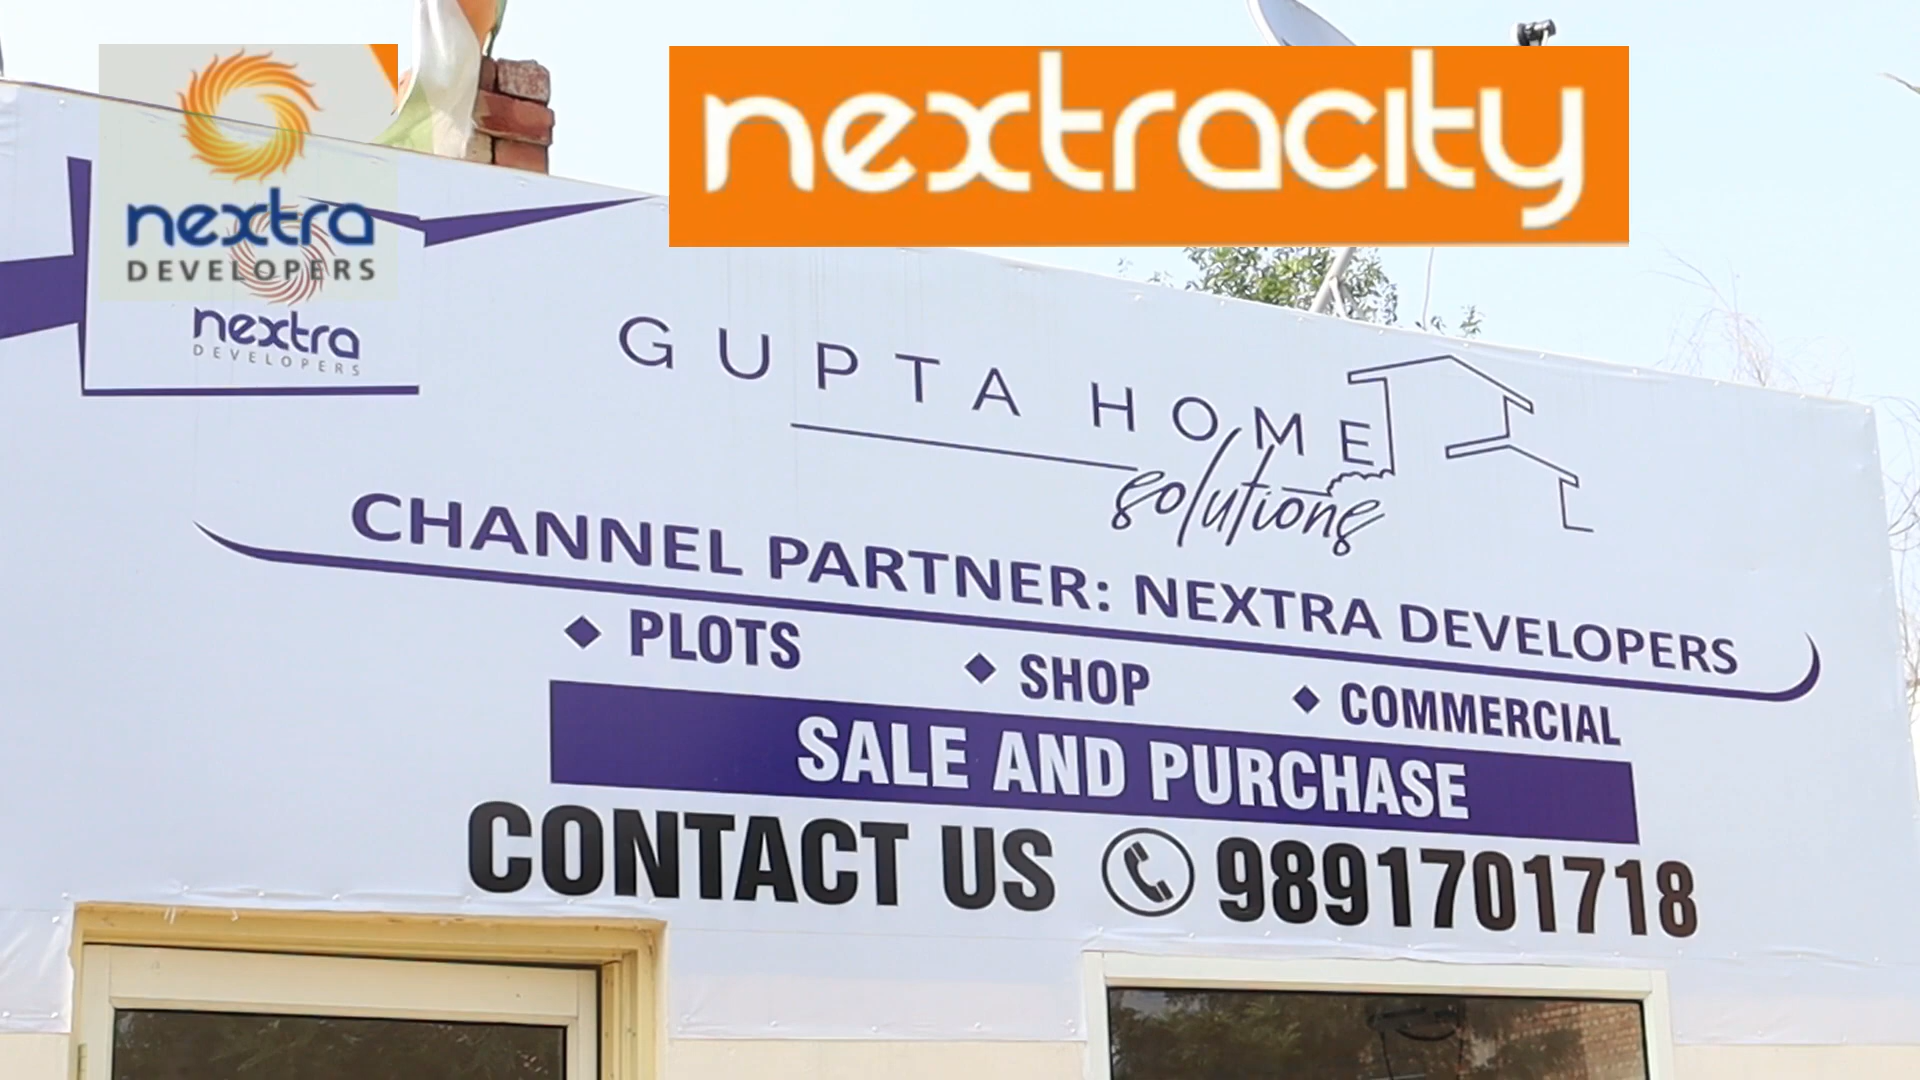 nextracity
nextra
DEVELOPERS
nextra
DEVELOPERS
GUPTA HOME
solutions
CHANNEL PARTNER: NEXTRA DEVELOPERS
◆ PLOTS ◆ SHOP ◆ COMMERCIAL
SALE AND PURCHASE
CONTACT US 9891701718